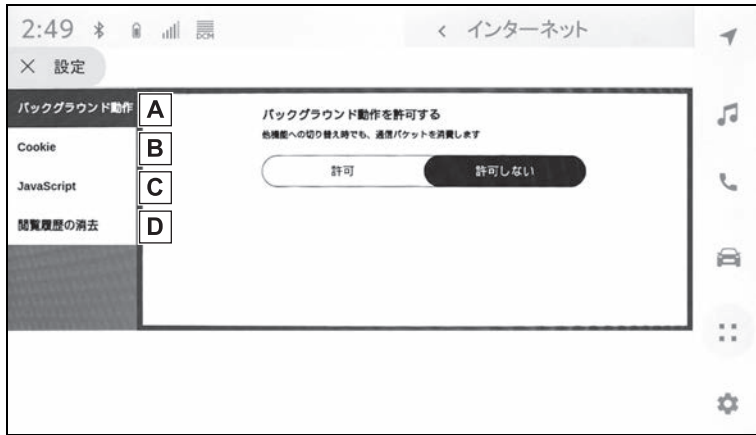 2:49 DCM < インターネット
× 設定
バックグラウンド動作 A
Cookie B
JavaScript C
閲覧履歴の消去 D
バックグラウンド動作を許可する
他機能への切り替え時でも、通信パケットを消費します
許可 許可しない